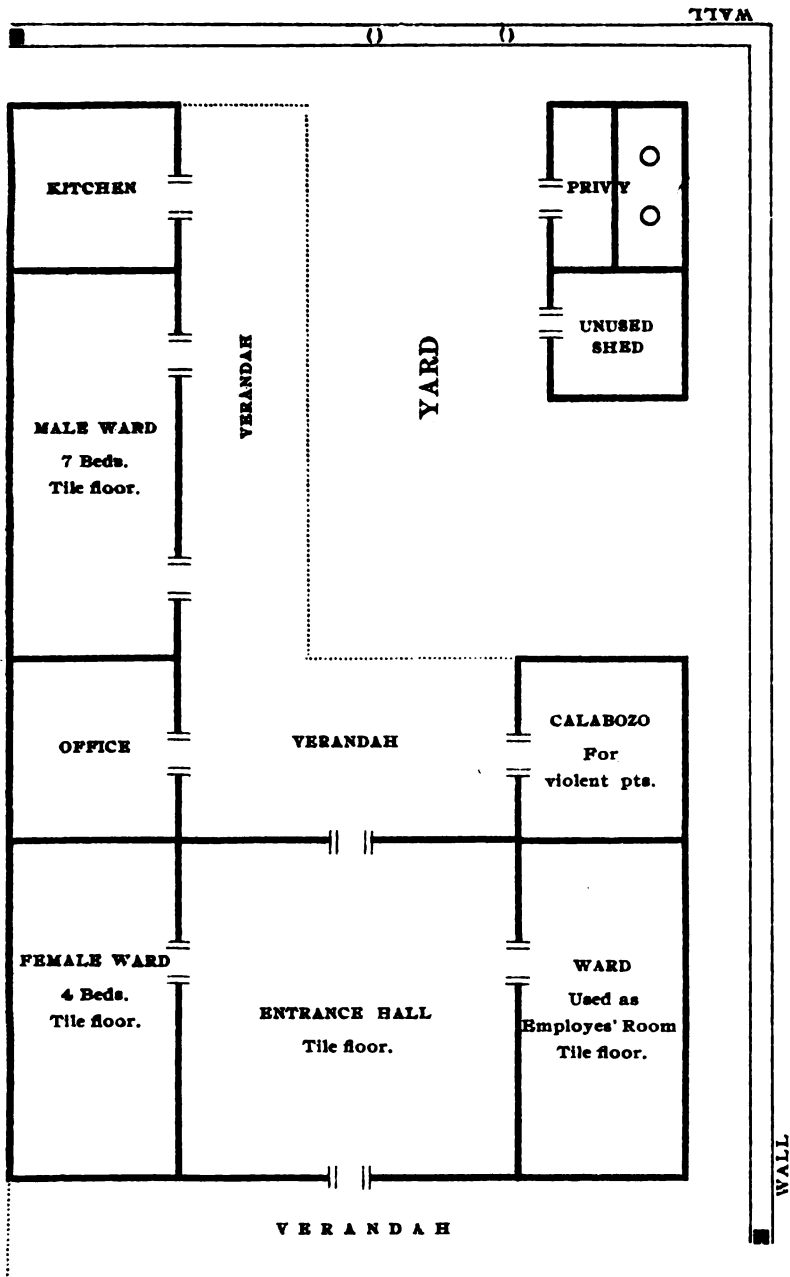 WALL
KITCHEN
PRIVY
UNUSED
SHED
VERANDAH
YARD
MALE WARD
7 Beds.
Tile floor.
OFFICE
VERANDAH
CALABOZO
For
violent pts.
FEMALE WARD
4 Beds.
Tile floor.
ENTRANCE HALL
Tile floor.
WARD
Used as
Employes' Room
Tile floor.
WALL
VERANDAH